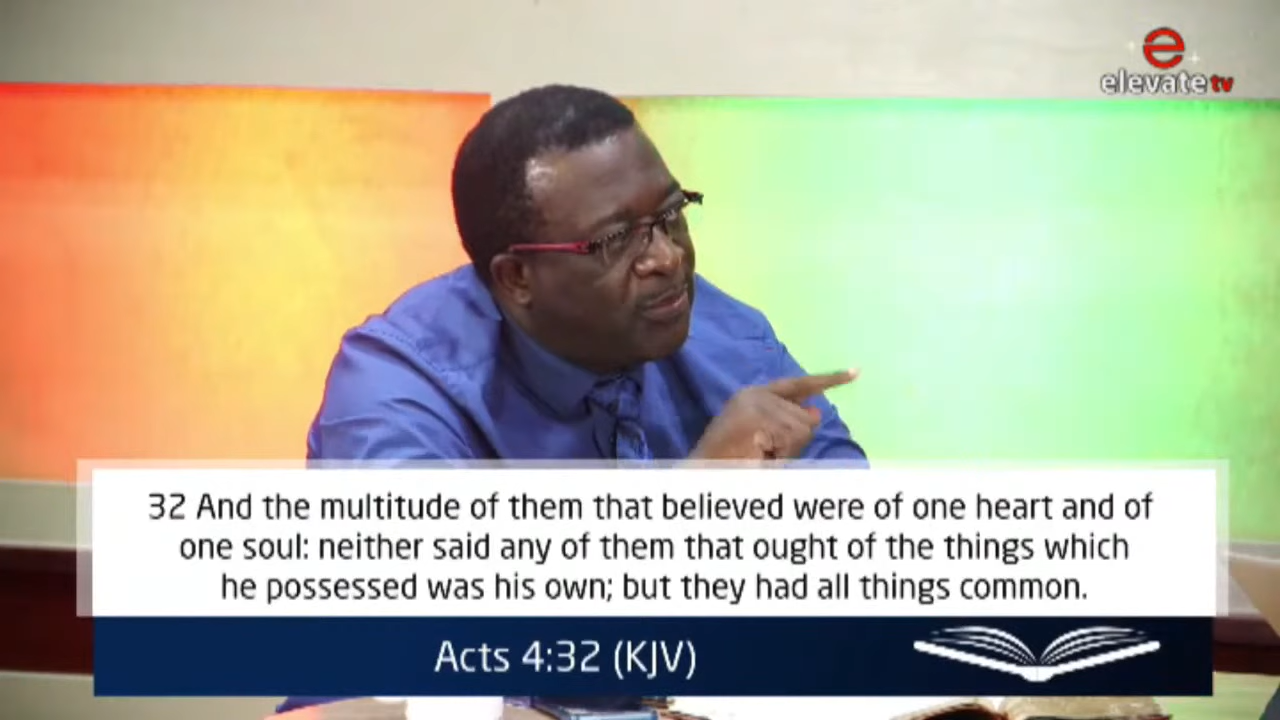 e
elevate tv
32 And the multitude of them that believed were of one heart and of
one soul: neither said any of them that ought of the things which
he possessed was his own; but they had all things common.
Acts 4:32 (KJV)